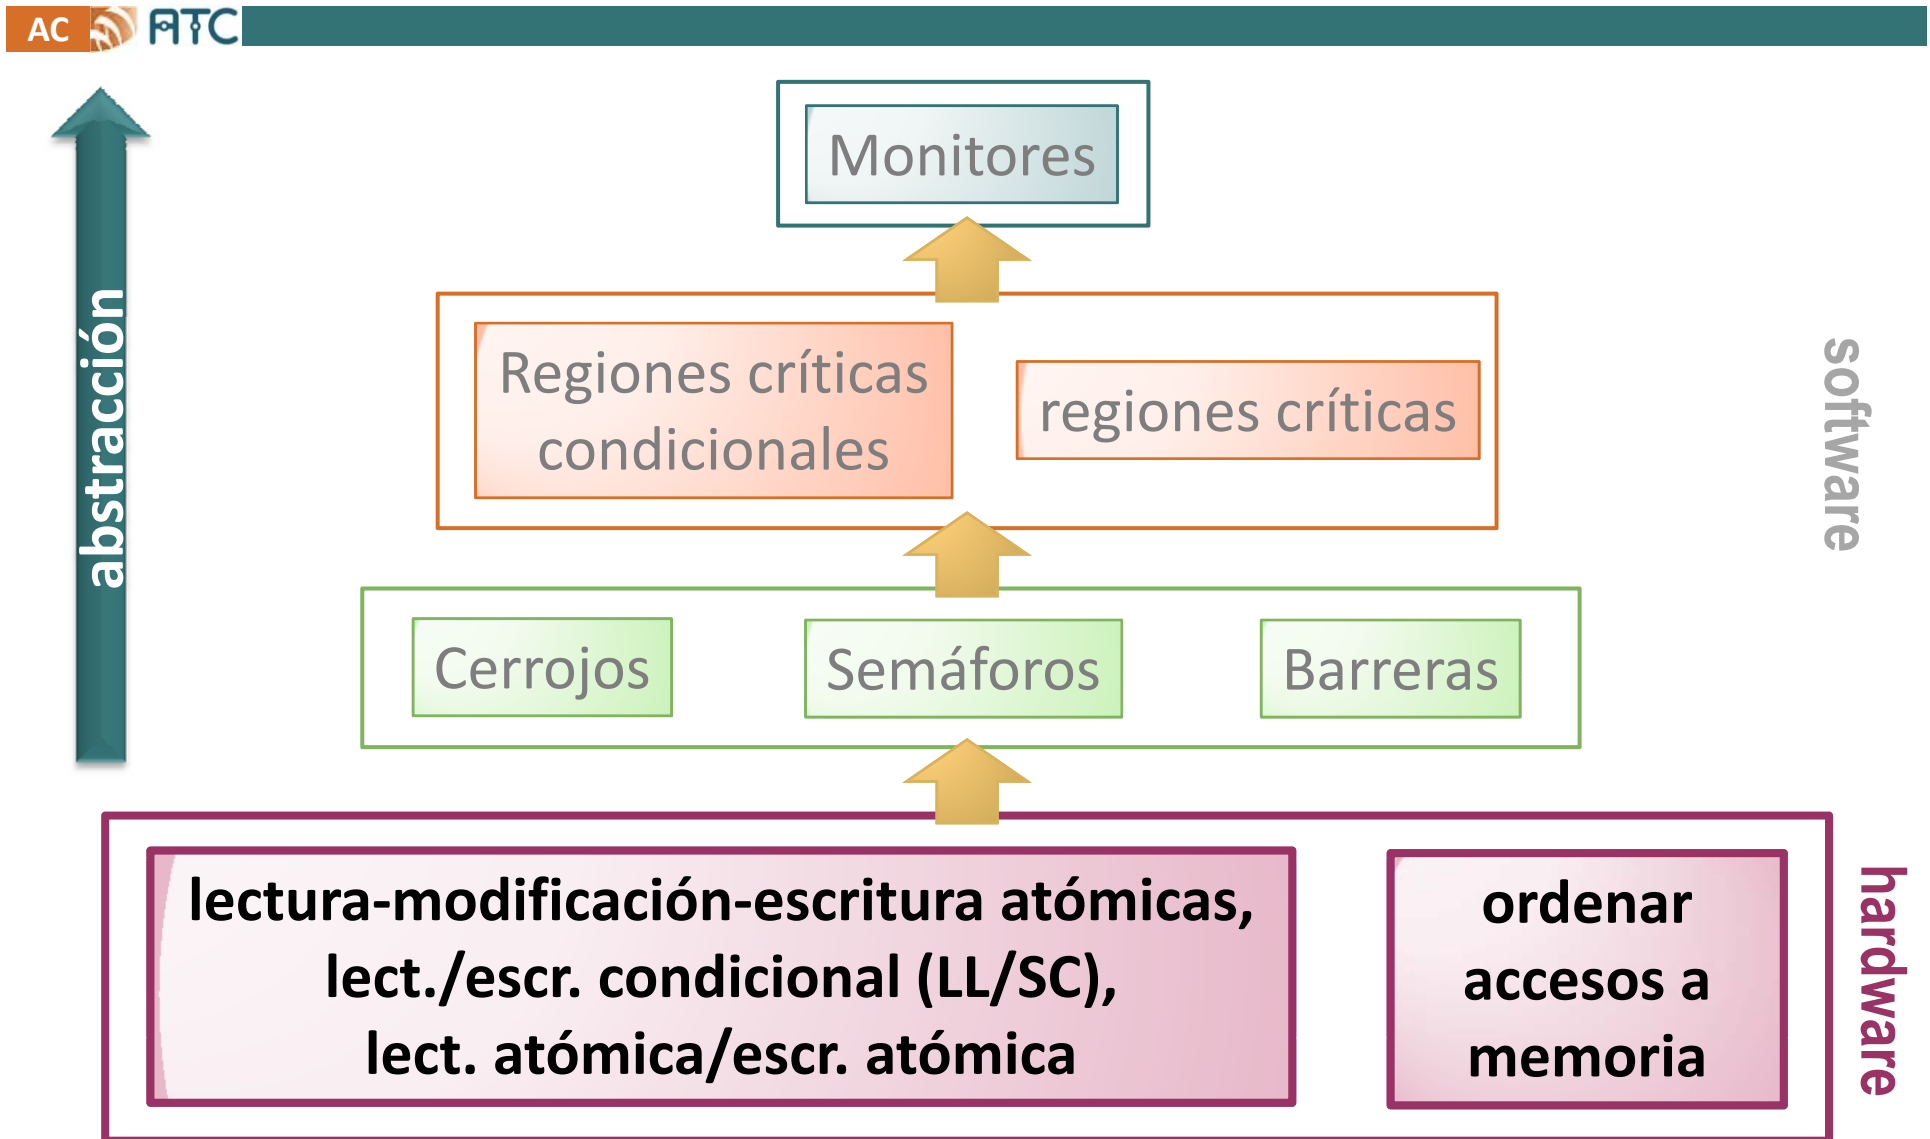 AC
ATC
Monitores
abstracción
Regiones críticas
condicionales
regiones críticas
software
Cerrojos
Semáforos
Barreras
lectura-modificación-escritura atómicas,
lect./escr. condicional (LL/SC),
lect. atómica/escr. atómica
ordenar
accesos a
memoria
hardware